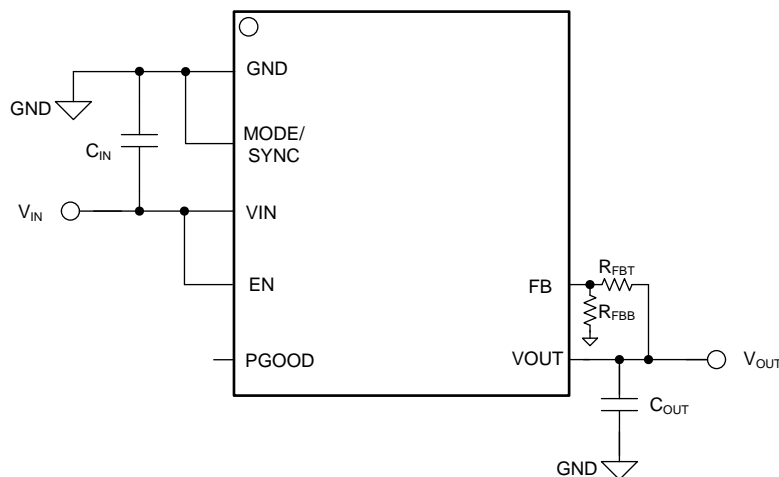 GND
GND
MODE/
SYNC
C_IN
V_IN
VIN
EN
FB
R_FBT
R_FBB
PGOOD
VOUT
V_OUT
C_OUT
GND